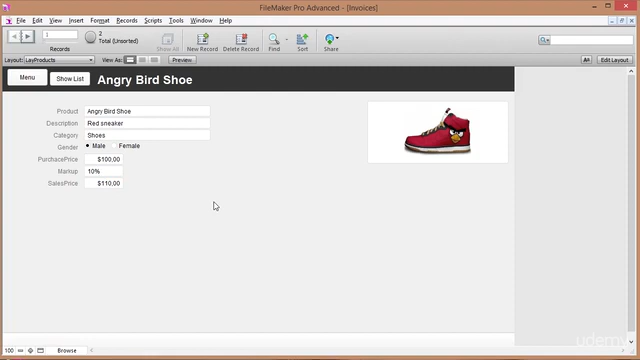 FileMaker Pro Advanced - [Invoices]
File Edit View Insert Format Records Scripts Tools Window Help
1
2
Total (Unsorted)
Records
Show All
New Record
Delete Record
Find
Sort
Share
Layout: LayProducts
View As:
Preview
Aa
Edit Layout
Menu
Show List
Angry Bird Shoe
Product Angry Bird Shoe
Description Red sneaker
Category Shoes
Gender Male Female
PurchacePrice $100,00
Markup 10%
SalesPrice $110,00
udemy
100
Browse